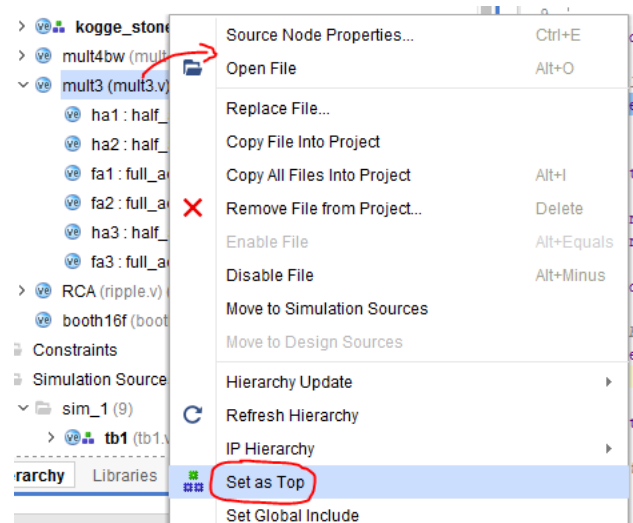 kogge_stone
mult4bw (mult
mult3 (mult3.v)
ha1 : half_
ha2 : half_
fa1 : full_a
fa2 : full_a
ha3 : half_
fa3 : full_a
RCA (ripple.v) (
booth16f (boot
Constraints
Simulation Source
sim_1 (9)
tb1 (tb1.v
rarchy Libraries
Source Node Properties... Ctrl+E
Open File Alt+O
Replace File...
Copy File Into Project
Copy All Files Into Project Alt+I
Remove File from Project... Delete
Enable File Alt+Equals
Disable File Alt+Minus
Move to Simulation Sources
Move to Design Sources
Hierarchy Update
Refresh Hierarchy
IP Hierarchy
Set as Top
Set Global Include